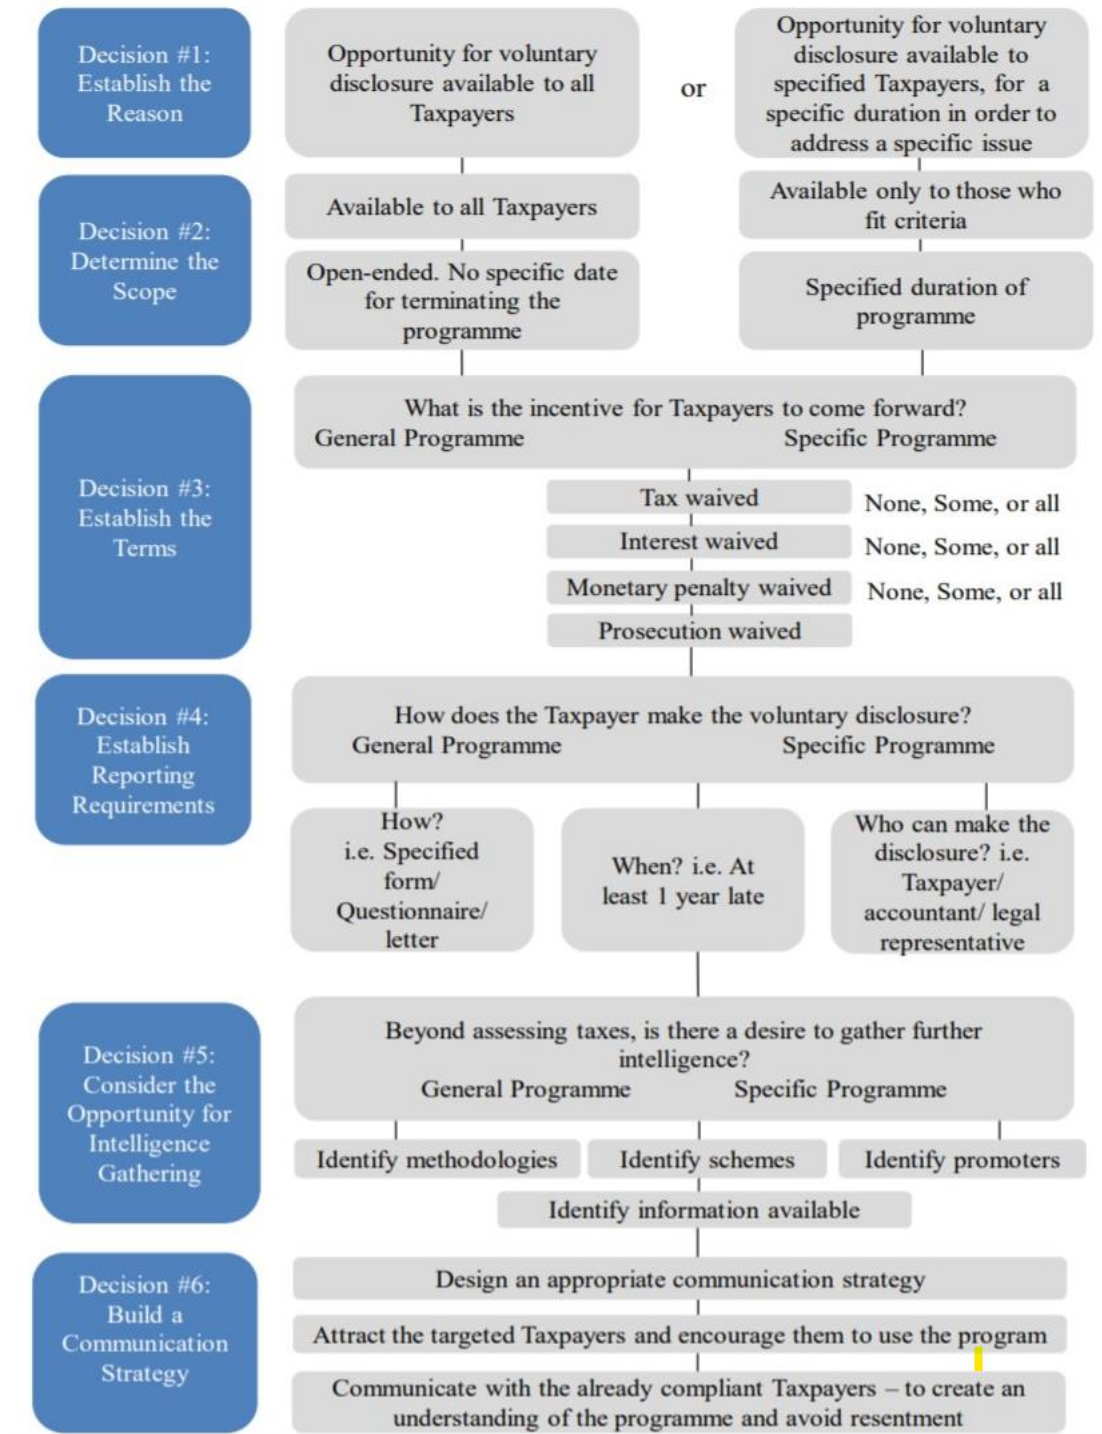 Decision #1:
Establish the
Reason
Opportunity for voluntary
disclosure available to all
Taxpayers
or
Opportunity for voluntary
disclosure available to
specified Taxpayers, for a
specific duration in order to
address a specific issue
Decision #2:
Determine the
Scope
Available to all Taxpayers
Available only to those who
fit criteria
Open-ended. No specific date
for terminating the
programme
Specified duration of
programme
Decision #3:
Establish the
Terms
What is the incentive for Taxpayers to come forward?
General Programme Specific Programme
Tax waived None, Some, or all
Interest waived None, Some, or all
Monetary penalty waived None, Some, or all
Prosecution waived
Decision #4:
Establish
Reporting
Requirements
How does the Taxpayer make the voluntary disclosure?
General Programme Specific Programme
How?
i.e. Specified
form/
Questionnaire/
letter
When? i.e. At
least 1 year late
Who can make the
disclosure? i.e.
Taxpayer/
accountant/ legal
representative
Decision #5:
Consider the
Opportunity for
Intelligence
Gathering
Beyond assessing taxes, is there a desire to gather further
intelligence?
General Programme Specific Programme
Identify methodologies
Identify schemes
Identify promoters
Identify information available
Decision #6:
Build a
Communication
Strategy
Design an appropriate communication strategy
Attract the targeted Taxpayers and encourage them to use the program
Communicate with the already compliant Taxpayers – to create an
understanding of the programme and avoid resentment